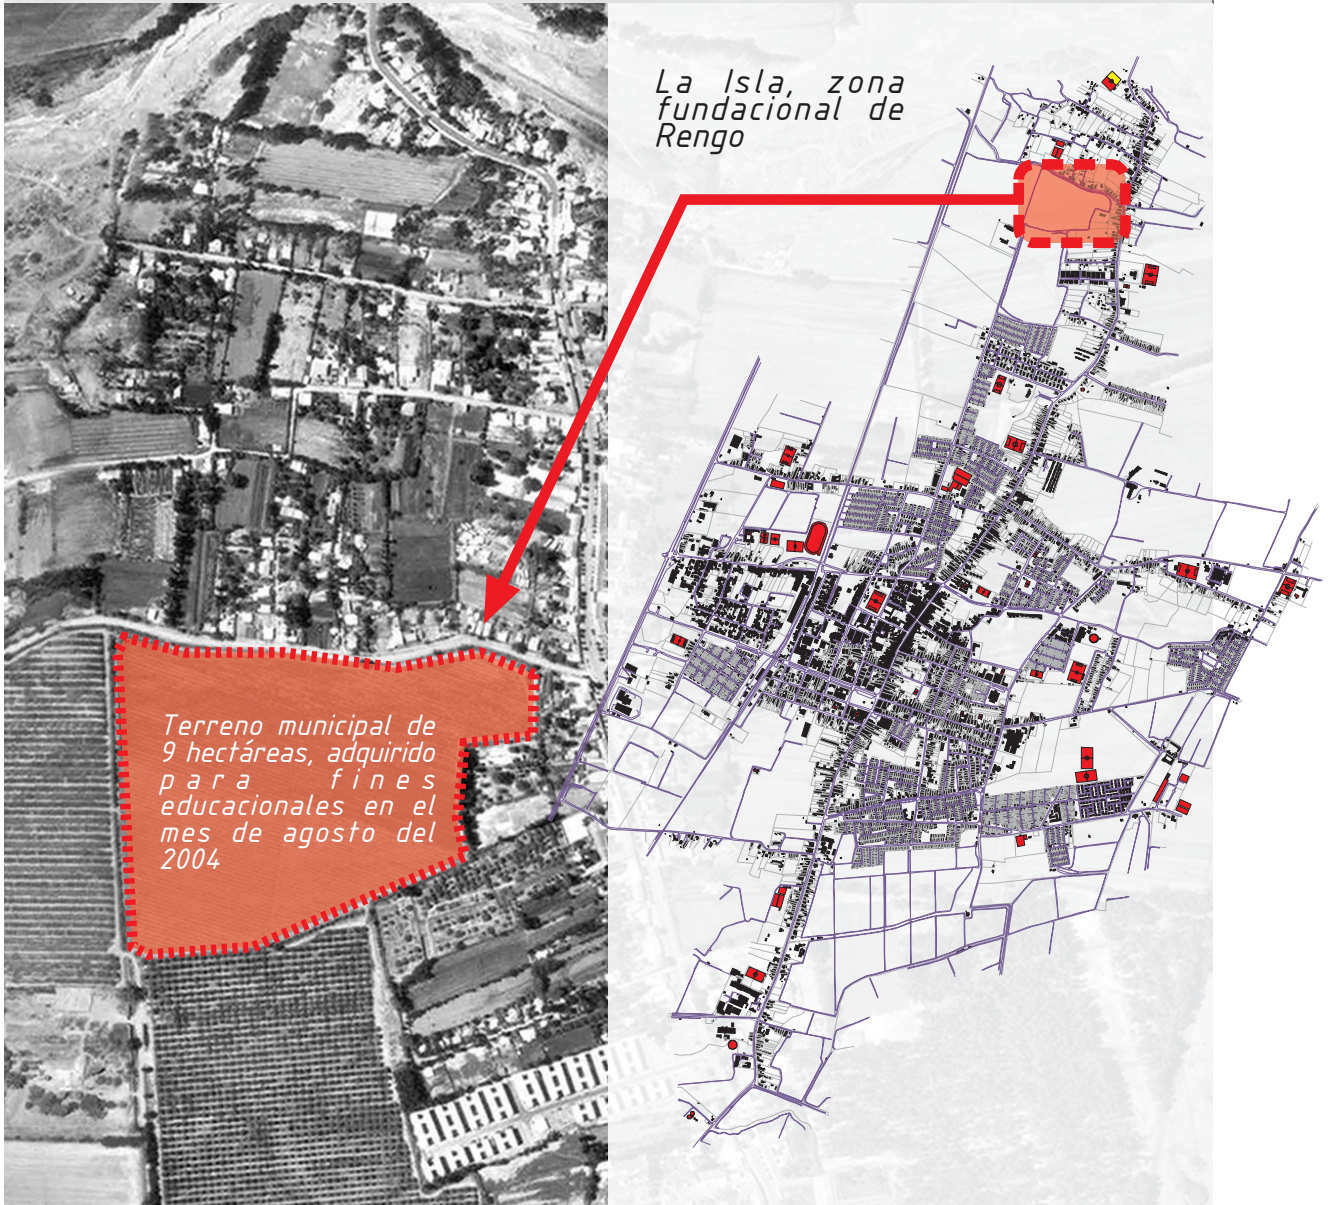 La Isla, zona
fundacional de
Rengo
Terreno municipal de
9 hectáreas, adquirido
para fines
educacionales en el
mes de agosto del
2004